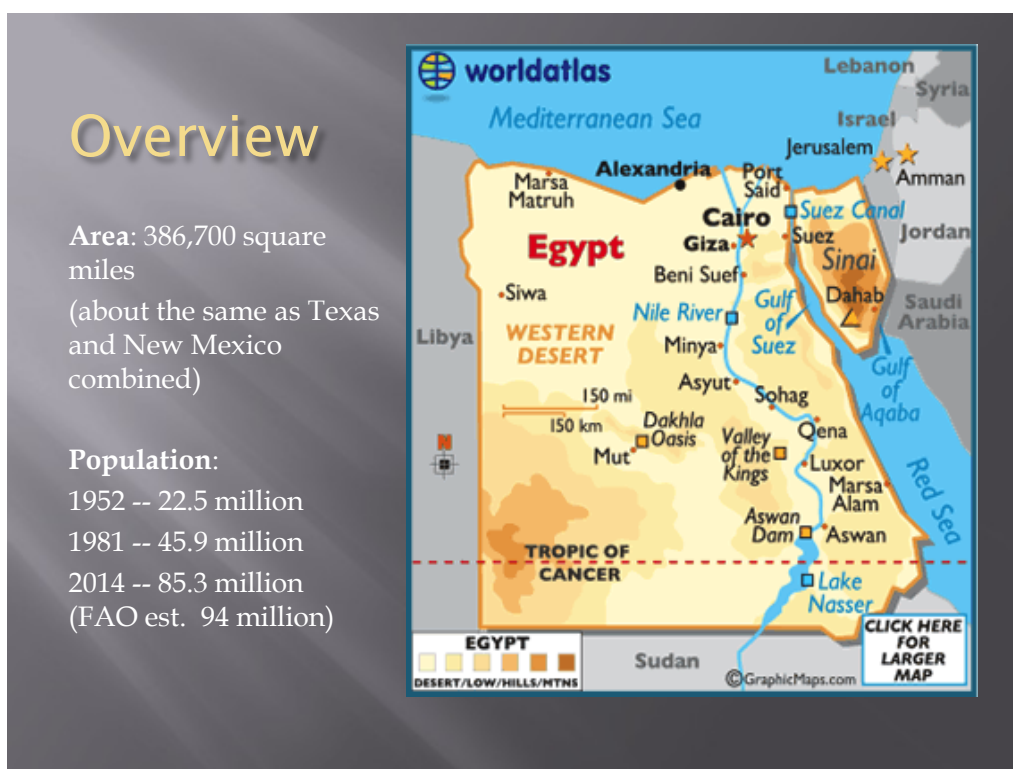 Overview
Area: 386,700 square
miles
(about the same as Texas
and New Mexico
combined)
Population:
1952 -- 22.5 million
1981 -- 45.9 million
2014 -- 85.3 million
(FAO est.  94 million)
worldatlas
Lebanon
Syria
Mediterranean Sea
Israel
Jerusalem
Amman
Alexandria
Port
Said
Marsa
Matruh
Cairo
Suez Canal
Jordan
Egypt
Giza
Suez
Sinai
Beni Suef
Siwa
Dahab
Saudi
Arabia
Nile River
Gulf
of
Suez
Libya
WESTERN
DESERT
Minya
Gulf
of
Aqaba
Asyut
Sohag
150 mi
150 km
Dakhla
Oasis
Mut
Valley
of the
Kings
Qena
N
Luxor
Marsa
Alam
Red Sea
Aswan
Dam
Aswan
TROPIC OF
CANCER
Lake
Nasser
CLICK HERE
FOR
LARGER
MAP
EGYPT
DESERT/LOW/HILLS/MTNS
Sudan
©GraphicMaps.com